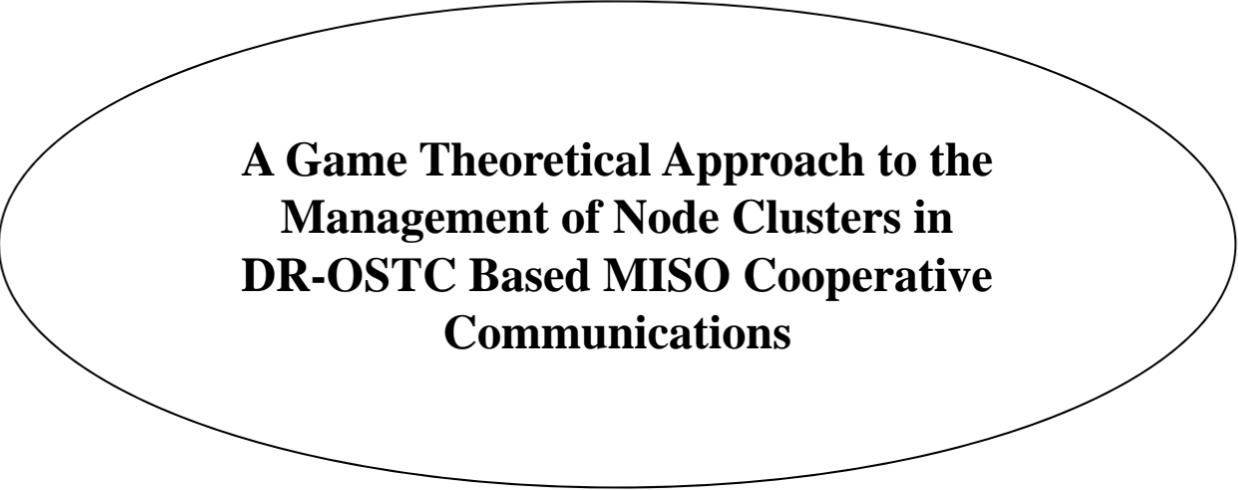 A Game Theoretical Approach to the
Management of Node Clusters in
DR-OSTC Based MISO Cooperative
Communications